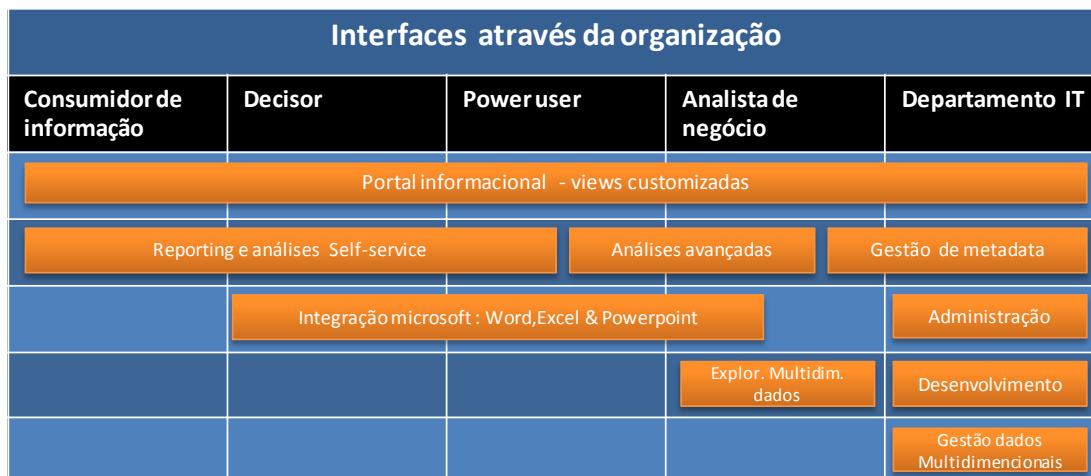 Interfaces através da organização
Consumidor de
informação
Decisor
Power user
Analista de
negócio
Departamento IT
Portal informacional - views customizadas
Reporting e análises Self-service
Análises avançadas
Gestão de metadata
Integração microsoft : Word,Excel & Powerpoint
Administração
Explor. Multidim.
dados
Desenvolvimento
Gestão dados
Multidimencionais